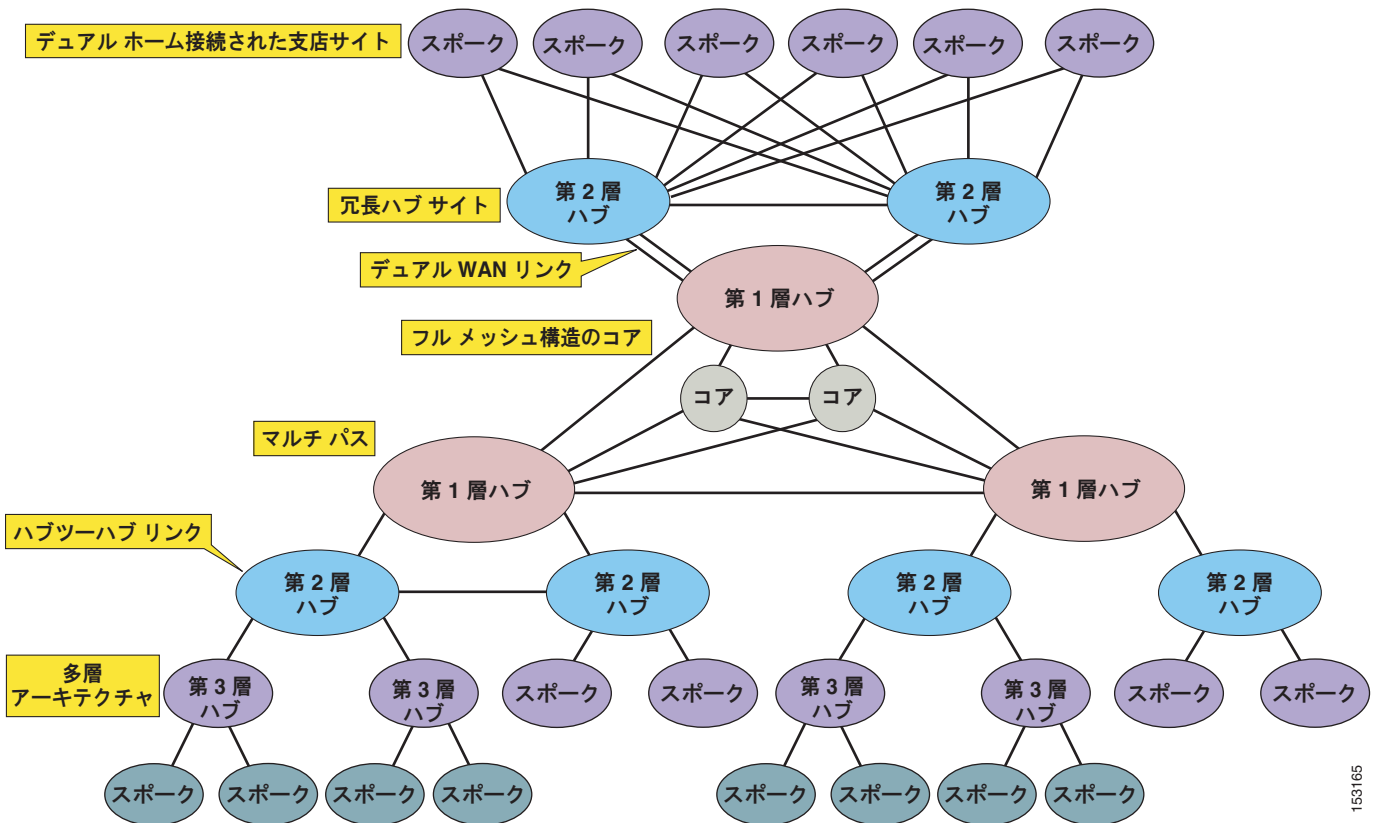 デュアル ホーム接続された支店サイト
スポーク
スポーク
スポーク
スポーク
スポーク
スポーク
冗長ハブ サイト
第 2 層
ハブ
第 2 層
ハブ
デュアル WAN リンク
第 1 層ハブ
フル メッシュ構造のコア
コア
コア
マルチ パス
第 1 層ハブ
第 1 層ハブ
ハブツーハブ リンク
第 2 層
ハブ
第 2 層
ハブ
第 2 層
ハブ
第 2 層
ハブ
多層
アーキテクチャ
第 3 層
ハブ
第 3 層
ハブ
スポーク
スポーク
第 3 層
ハブ
第 3 層
ハブ
スポーク
スポーク
スポーク
スポーク
スポーク
スポーク
スポーク
スポーク
スポーク
スポーク
153165